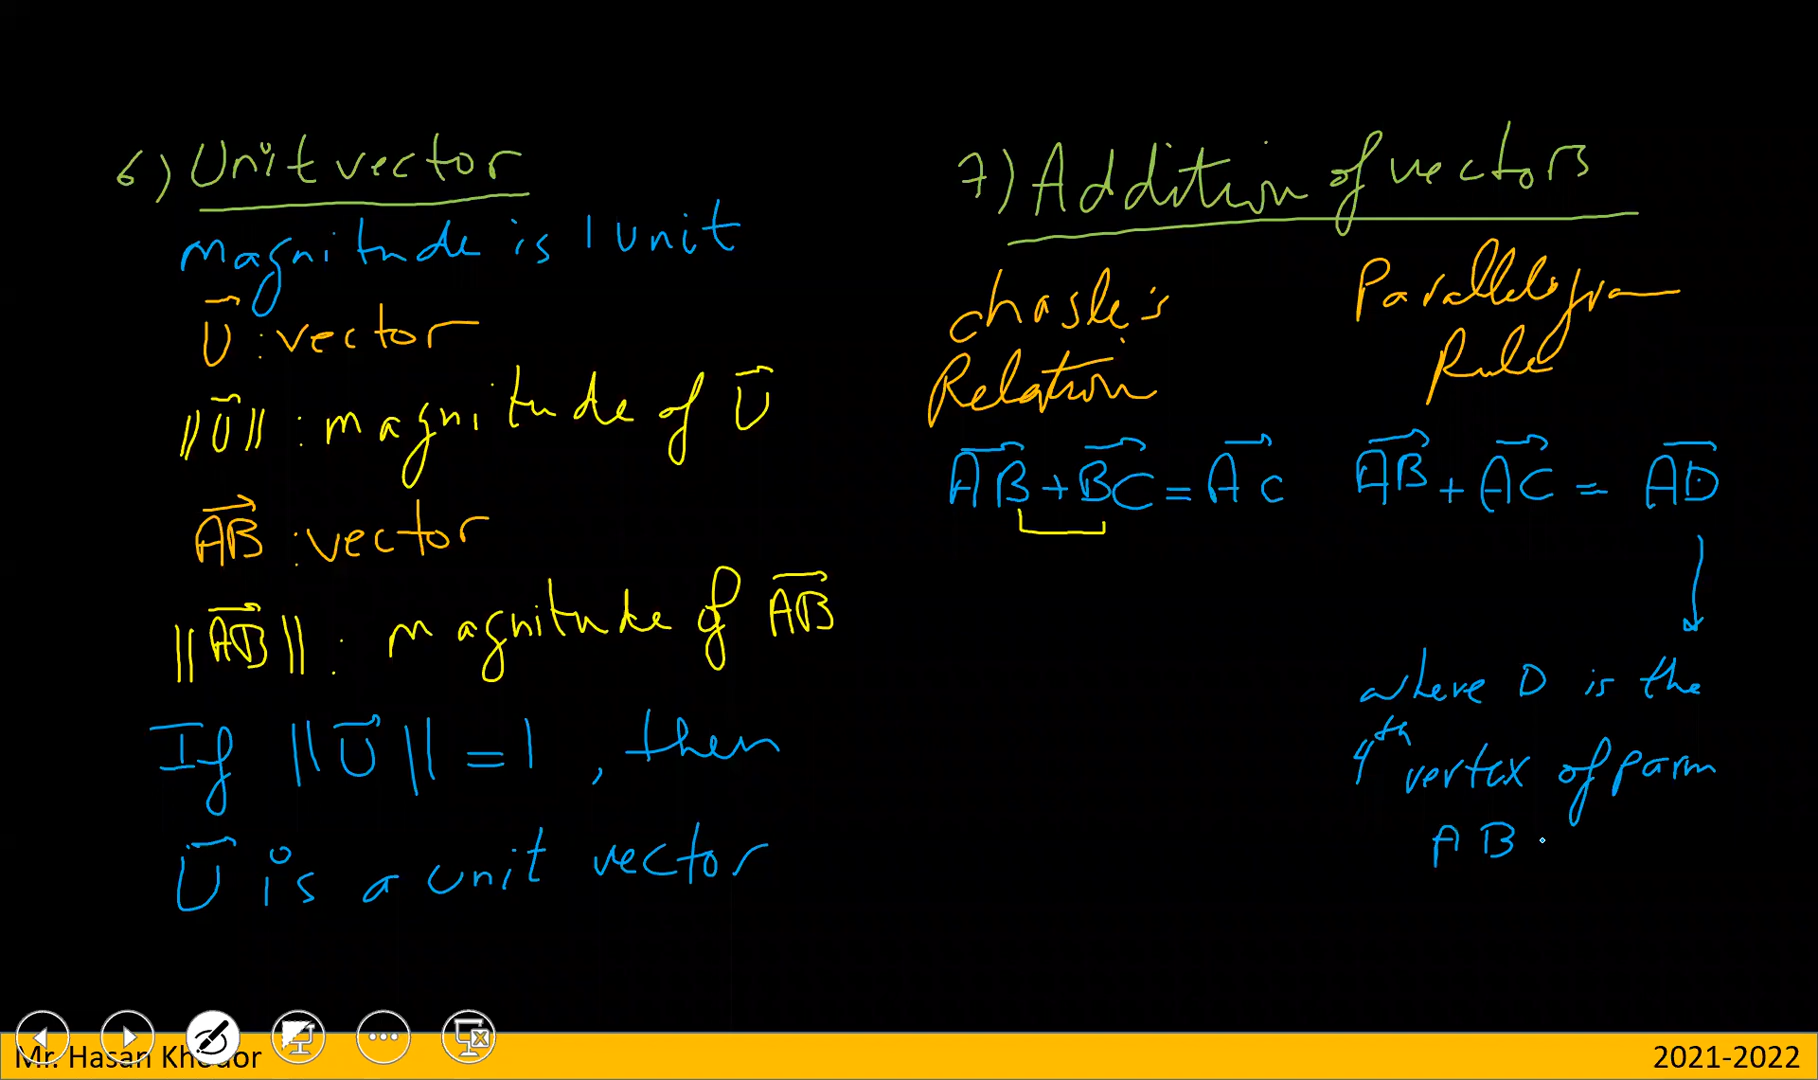 6) Unit vector
magnitude is 1 unit
U⃗ : vector
||U⃗|| : magnitude of U⃗
AB⃗ : vector
||AB⃗|| : magnitude of AB⃗
If ||U⃗|| = 1, then
U⃗ is a unit vector
7) Addition of vectors
Chasle's
Relation
AB⃗ + BC⃗ = AC⃗
Parallelogram
Rule
AB⃗ + AC⃗ = AD⃗
where D is the
4th vertex of parm
A B .
Mr. Hasan Khodor
2021-2022